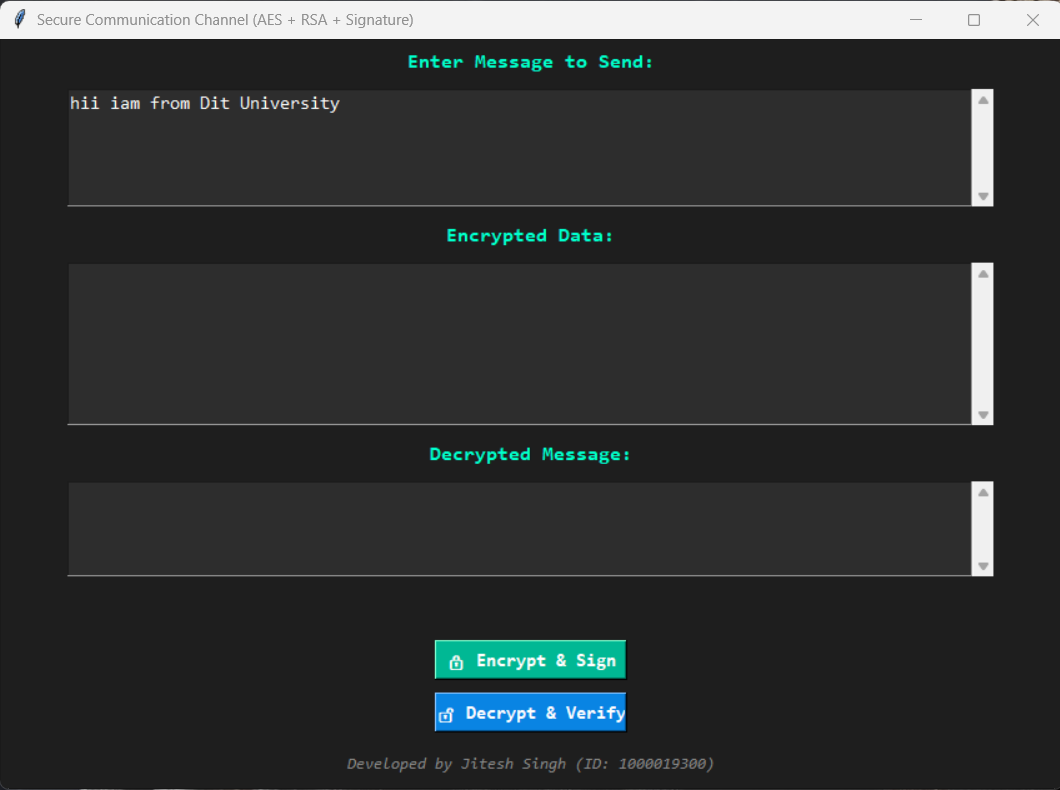 Secure Communication Channel (AES + RSA + Signature)
Enter Message to Send:
hii iam from Dit University
Encrypted Data:
Decrypted Message:
Encrypt & Sign
Decrypt & Verify
Developed by Jitesh Singh (ID: 1000019300)